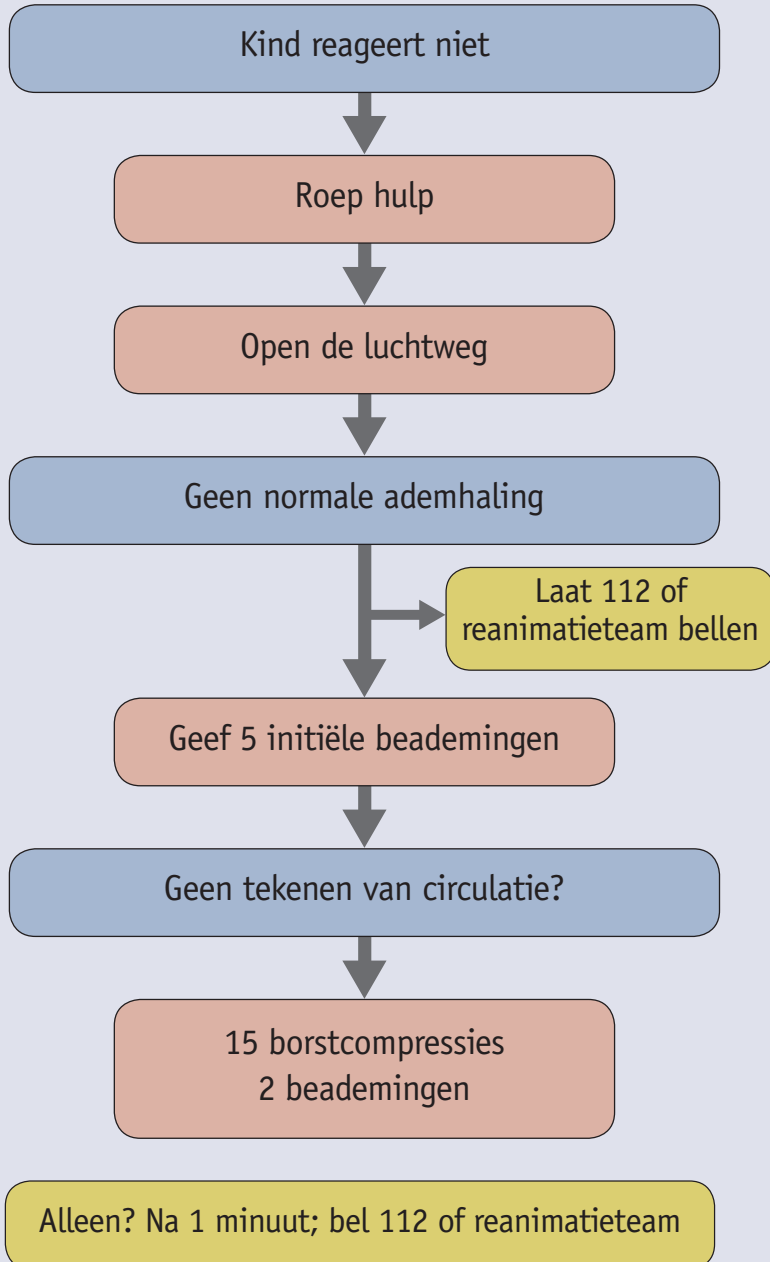 Kind reageert niet
Roep hulp
Open de luchtweg
Geen normale ademhaling
Laat 112 of
reanimatieteam bellen
Geef 5 initiële beademingen
Geen tekenen van circulatie?
15 borstcompressies
2 beademingen
Alleen? Na 1 minuut; bel 112 of reanimatieteam